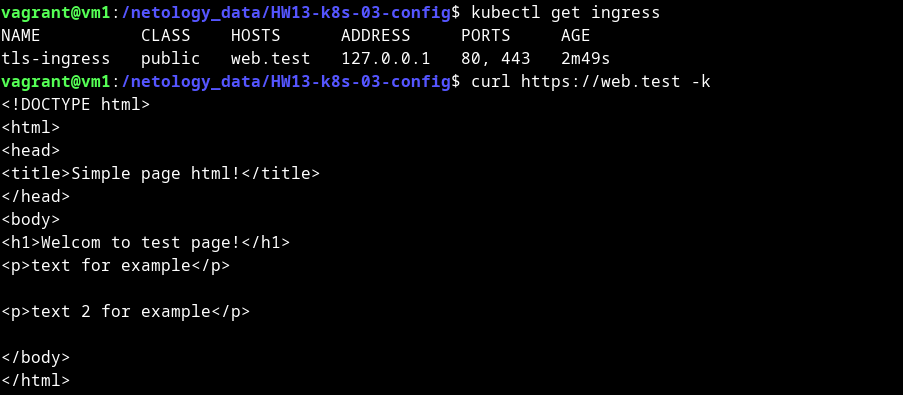 vagrant@vm1:/netology_data/HW13-k8s-03-config$ kubectl get ingress
NAME          CLASS    HOSTS      ADDRESS     PORTS     AGE
tls-ingress   public   web.test   127.0.0.1   80, 443   2m49s
vagrant@vm1:/netology_data/HW13-k8s-03-config$ curl https://web.test -k
<!DOCTYPE html>
<html>
<head>
<title>Simple page html!</title>
</head>
<body>
<h1>Welcom to test page!</h1>
<p>text for example</p>
<p>text 2 for example</p>
</body>
</html>